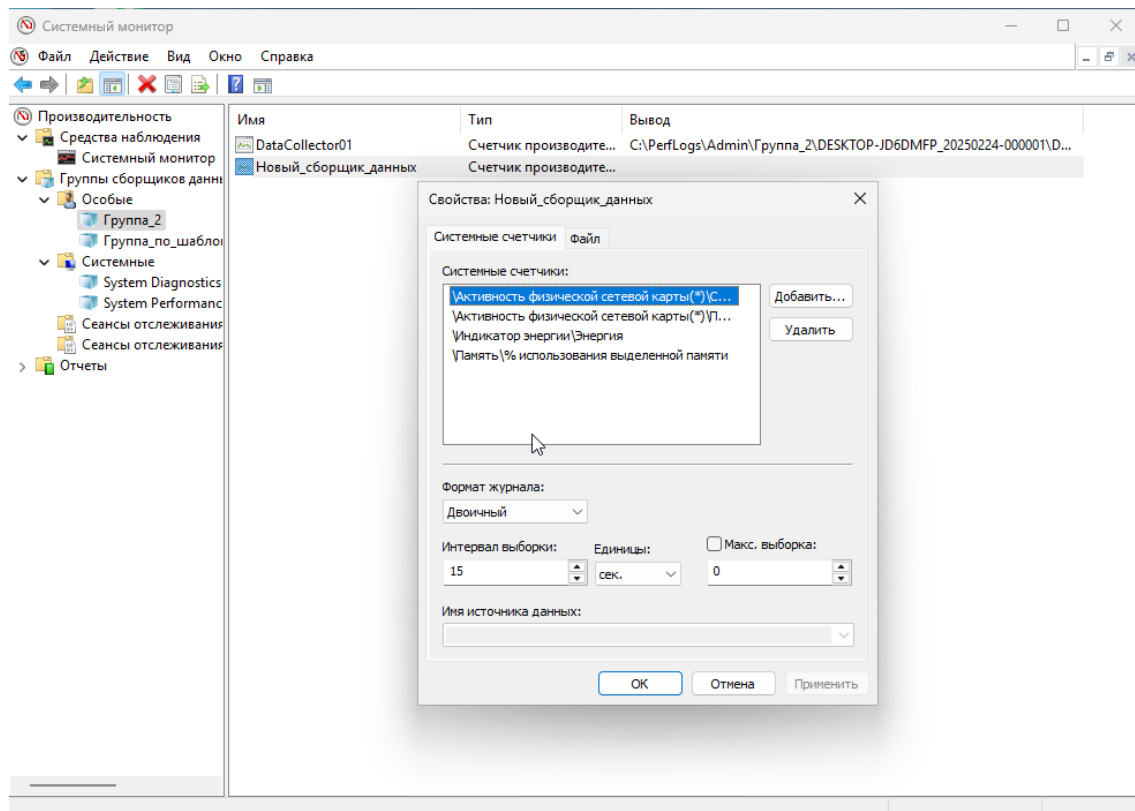 Системный монитор
Файл Действие Вид Окно Справка
Производительность
Средства наблюдения
Системный монитор
Группы сборщиков данны
Особые
Группа_2
Группа_по_шаблон
Системные
System Diagnostics
System Performanc
Сеансы отслеживания
Сеансы отслеживания
Отчеты
Имя Тип Вывод
DataCollector01 Счетчик производите... C:\PerfLogs\Admin\Группа_2\DESKTOP-JD6DMFP_20250224-000001\D...
Новый_сборщик_данных Счетчик производите...
Свойства: Новый_сборщик_данных
Системные счетчики Файл
Системные счетчики:
\Активность физической сетевой карты(*)\С...
\Активность физической сетевой карты(*)\П...
\Индикатор энергии\Энергия
\Память\% использования выделенной памяти
Добавить...
Удалить
Формат журнала:
Двоичный
Интервал выборки: Единицы: Макс. выборка:
15 сек. 0
Имя источника данных:
ОК Отмена Применить